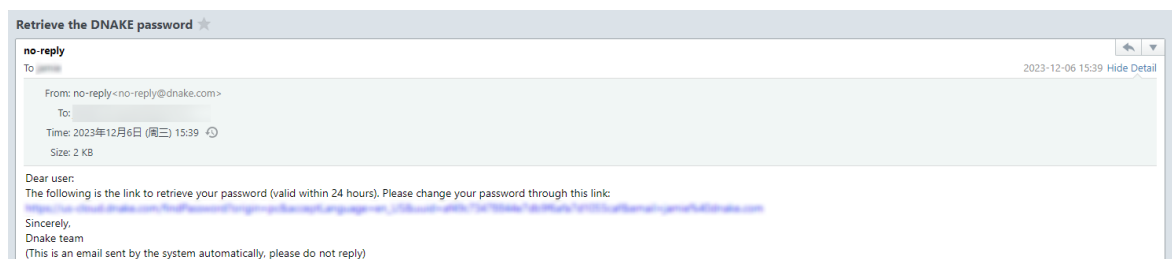 Retrieve the DNAKE password
no-reply
To
2023-12-06 15:39 Hide Detail
From: no-reply<no-reply@dnake.com>
To:
Time: 2023年12月6日 (周三) 15:39
Size: 2 KB
Dear user:
The following is the link to retrieve your password (valid within 24 hours). Please change your password through this link:
Sincerely,
Dnake team
(This is an email sent by the system automatically, please do not reply)